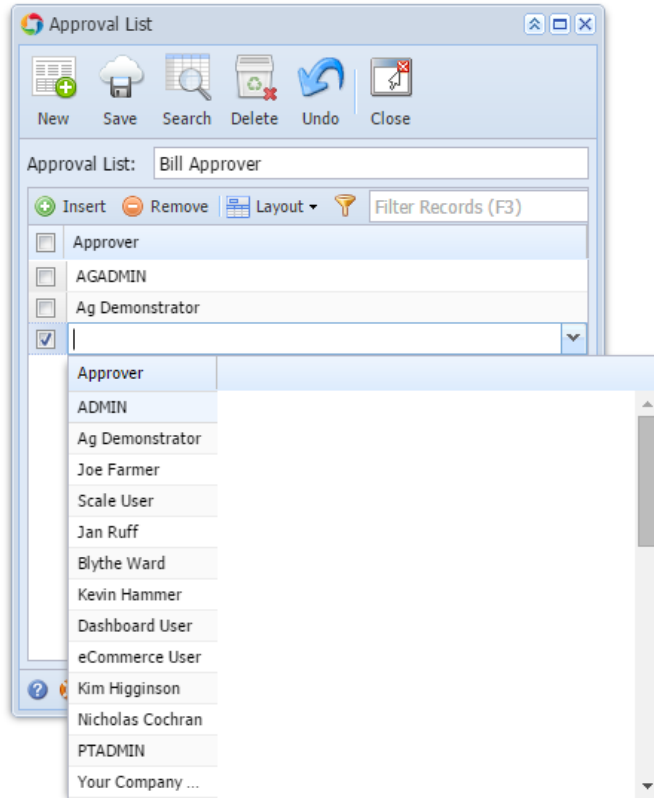 Approval List
New Save Search Delete Undo Close
Approval List: Bill Approver
Insert Remove Layout Filter Records (F3)
Approver
AGADMIN
Ag Demonstrator
Approver
ADMIN
Ag Demonstrator
Joe Farmer
Scale User
Jan Ruff
Blythe Ward
Kevin Hammer
Dashboard User
eCommerce User
Kim Higginson
Nicholas Cochran
PTADMIN
Your Company ...